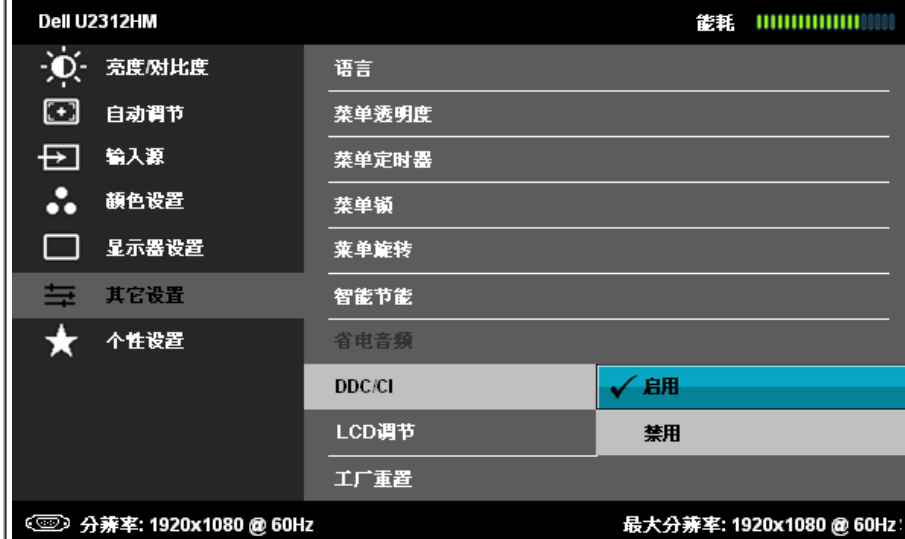 Dell U2312HM 能耗
亮度/对比度 语言
自动调节 菜单透明度
输入源 菜单定时器
颜色设置 菜单锁
显示器设置 菜单旋转
其它设置 智能节能
个性设置 省电音频
DDC/CI ✓ 启用
LCD调节 禁用
工厂重置
分辨率: 1920x1080 @ 60Hz 最大分辨率: 1920x1080 @ 60Hz